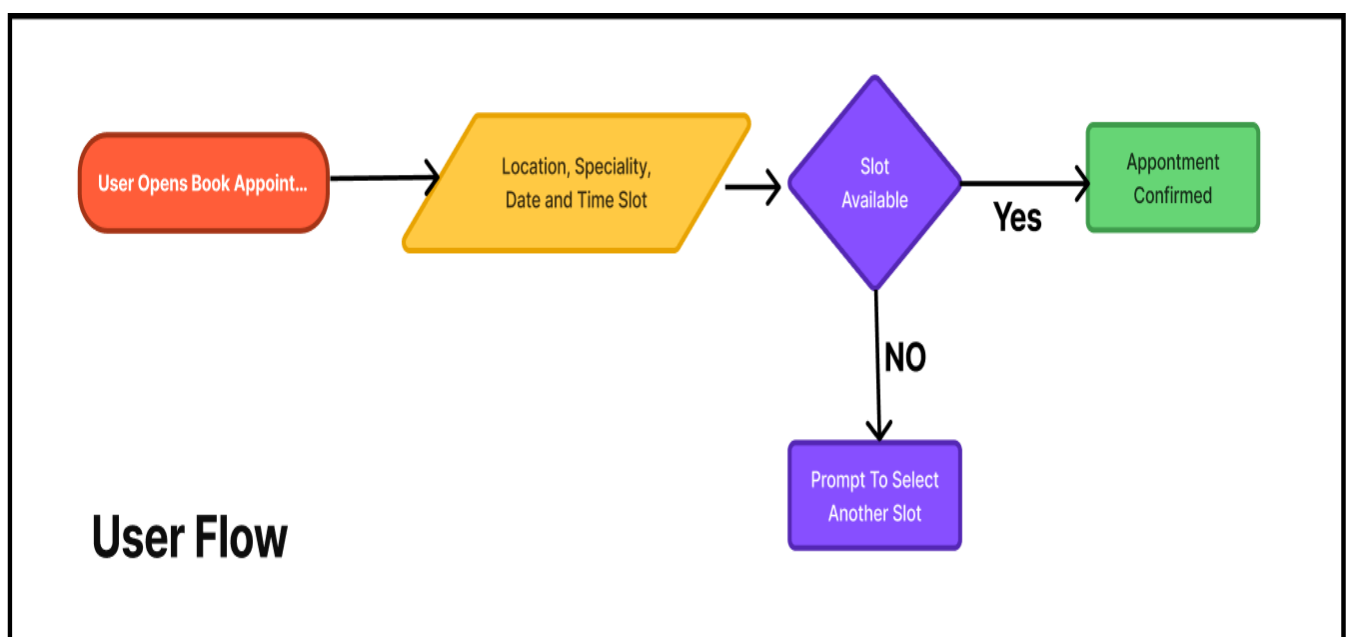 User Opens Book Appoint...
Location, Speciality,
Date and Time Slot
Slot
Available
Yes
Appontment
Confirmed
NO
Prompt To Select
Another Slot
User Flow